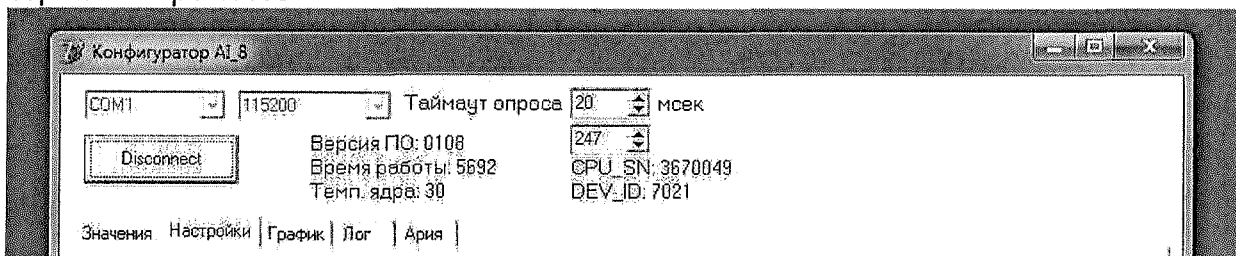 Конфигуратор AI_8
COM1 115200 Таймаут опроса 20 мсек
247
Disconnect
Версия ПО: 0108
Время работы: 5692 CPU_SN: 3670049
Темп. ядра: 30 DEV_ID: 7021
Значения Настройки График Лог Ария